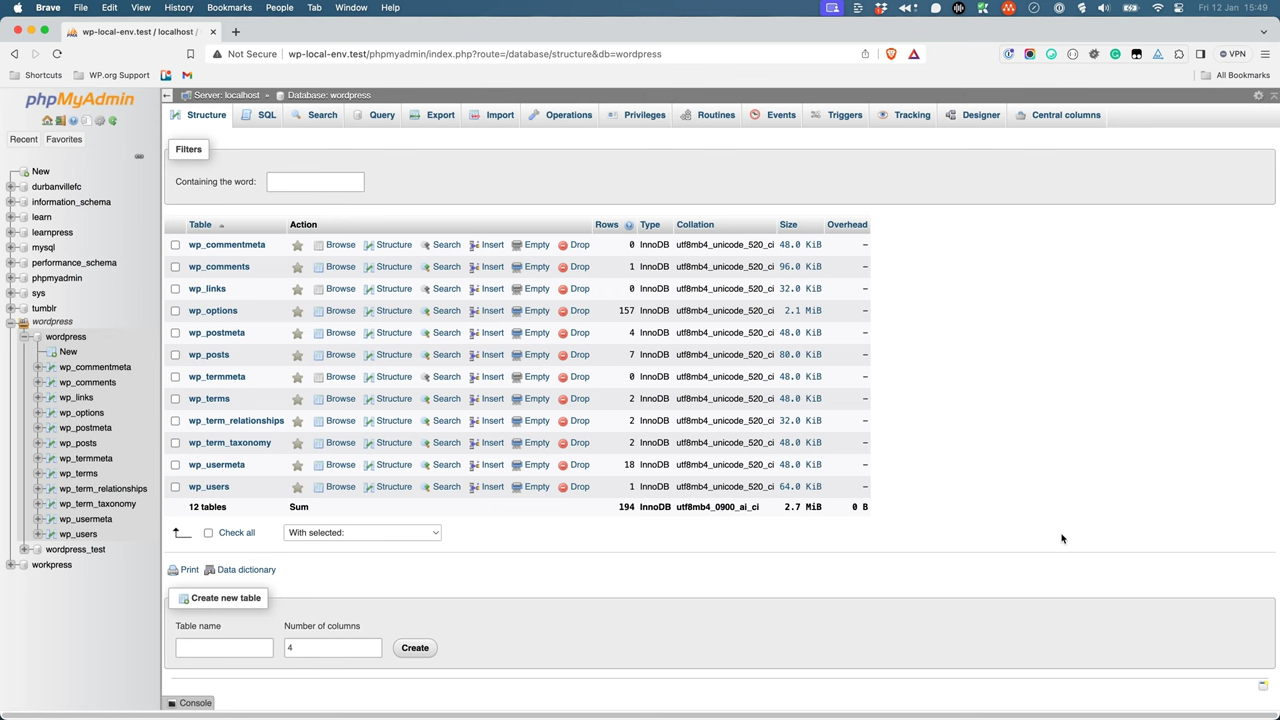 Brave File Edit View History Bookmarks People Tab Window Help Fri 12 Jan 15:49
wp-local-env.test / localhost /
Not Secure wp-local-env.test/phpmyadmin/index.php?route=/database/structure&db=wordpress VPN
Shortcuts WP.org Support All Bookmarks
phpMyAdmin
Recent Favorites
New
durbanvillefc
information_schema
learn
learnpress
mysql
performance_schema
phpmyadmin
sys
tumblr
wordpress
wordpress
New
wp_commentmeta
wp_comments
wp_links
wp_options
wp_postmeta
wp_posts
wp_termmeta
wp_terms
wp_term_relationships
wp_term_taxonomy
wp_usermeta
wp_users
wordpress_test
workpress
Server: localhost » Database: wordpress
Structure SQL Search Query Export Import Operations Privileges Routines Events Triggers Tracking Designer Central columns
Filters
Containing the word:
Table Action Rows Type Collation Size Overhead
wp_commentmeta Browse Structure Search Insert Empty Drop 0 InnoDB utf8mb4_unicode_520_ci 48.0 KiB –
wp_comments Browse Structure Search Insert Empty Drop 1 InnoDB utf8mb4_unicode_520_ci 96.0 KiB –
wp_links Browse Structure Search Insert Empty Drop 0 InnoDB utf8mb4_unicode_520_ci 32.0 KiB –
wp_options Browse Structure Search Insert Empty Drop 157 InnoDB utf8mb4_unicode_520_ci 2.1 MiB –
wp_postmeta Browse Structure Search Insert Empty Drop 4 InnoDB utf8mb4_unicode_520_ci 48.0 KiB –
wp_posts Browse Structure Search Insert Empty Drop 7 InnoDB utf8mb4_unicode_520_ci 80.0 KiB –
wp_termmeta Browse Structure Search Insert Empty Drop 0 InnoDB utf8mb4_unicode_520_ci 48.0 KiB –
wp_terms Browse Structure Search Insert Empty Drop 2 InnoDB utf8mb4_unicode_520_ci 48.0 KiB –
wp_term_relationships Browse Structure Search Insert Empty Drop 2 InnoDB utf8mb4_unicode_520_ci 32.0 KiB –
wp_term_taxonomy Browse Structure Search Insert Empty Drop 2 InnoDB utf8mb4_unicode_520_ci 48.0 KiB –
wp_usermeta Browse Structure Search Insert Empty Drop 18 InnoDB utf8mb4_unicode_520_ci 48.0 KiB –
wp_users Browse Structure Search Insert Empty Drop 1 InnoDB utf8mb4_unicode_520_ci 64.0 KiB –
12 tables Sum 194 InnoDB utf8mb4_0900_ai_ci 2.7 MiB 0 B
Check all With selected:
Print Data dictionary
Create new table
Table name Number of columns
4 Create
Console